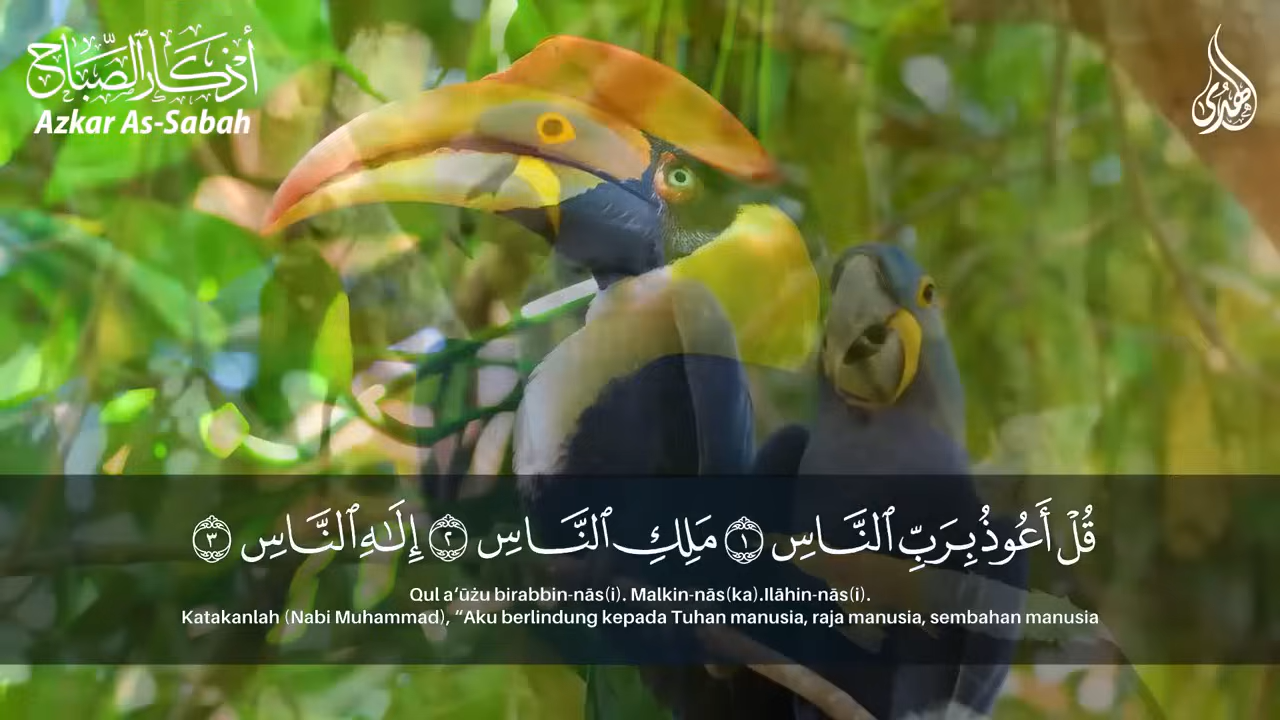 أذكار الصباح
Azkar As-Sabah
الهدى
قُلْ أَعُوذُ بِرَبِّ ٱلنَّاسِ ١ مَلِكِ ٱلنَّاسِ ٢ إِلَٰهِ ٱلنَّاسِ ٣
Qul a‘ūżu birabbin-nās(i). Malkin-nās(ka).Ilāhin-nās(i).
Katakanlah (Nabi Muhammad), “Aku berlindung kepada Tuhan manusia, raja manusia, sembahan manusia